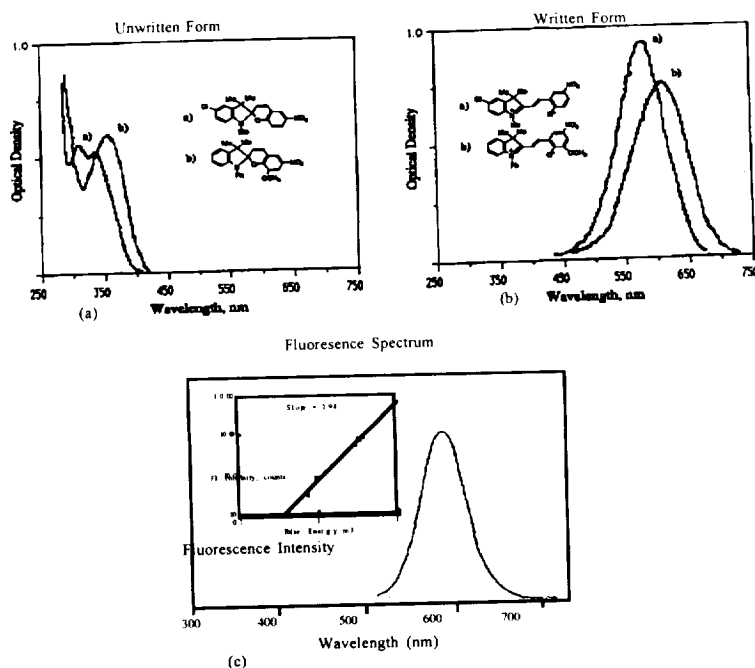 Unwritten Form
1.0
Optical Density
a)
b)
a)
b)
250
350
450
550
650
750
Wavelength, nm
(a)
Written Form
1.0
Optical Density
a)
b)
a)
b)
250
350
450
550
650
750
(b)
Wavelength, nm
Fluoresence Spectrum
Fluorescence Intensity
300
400
500
600
700
Wavelength (nm)
(c)